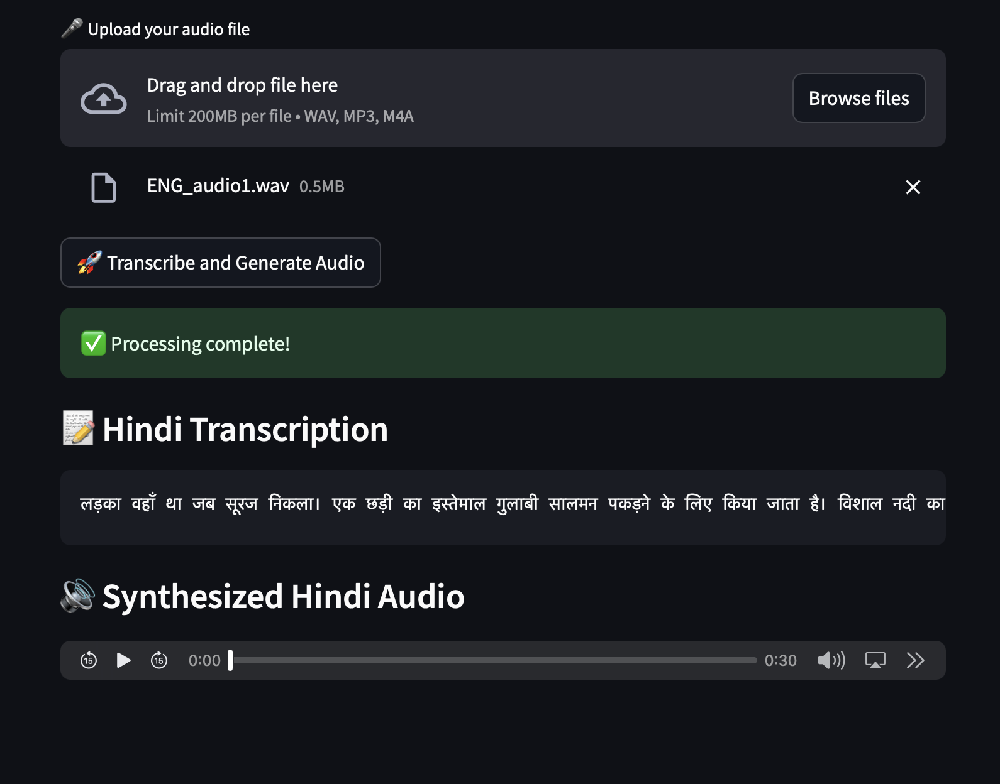 🎤 Upload your audio file
Drag and drop file here
Browse files
Limit 200MB per file • WAV, MP3, M4A
ENG_audio1.wav 0.5MB
🚀 Transcribe and Generate Audio
✅ Processing complete!
📝 Hindi Transcription
लड़का वहाँ था जब सूरज निकला। एक छड़ी का इस्तेमाल गुलाबी सालमन पकड़ने के लिए किया जाता है। विशाल नदी का
🔊 Synthesized Hindi Audio
15 15 0:00 0:30